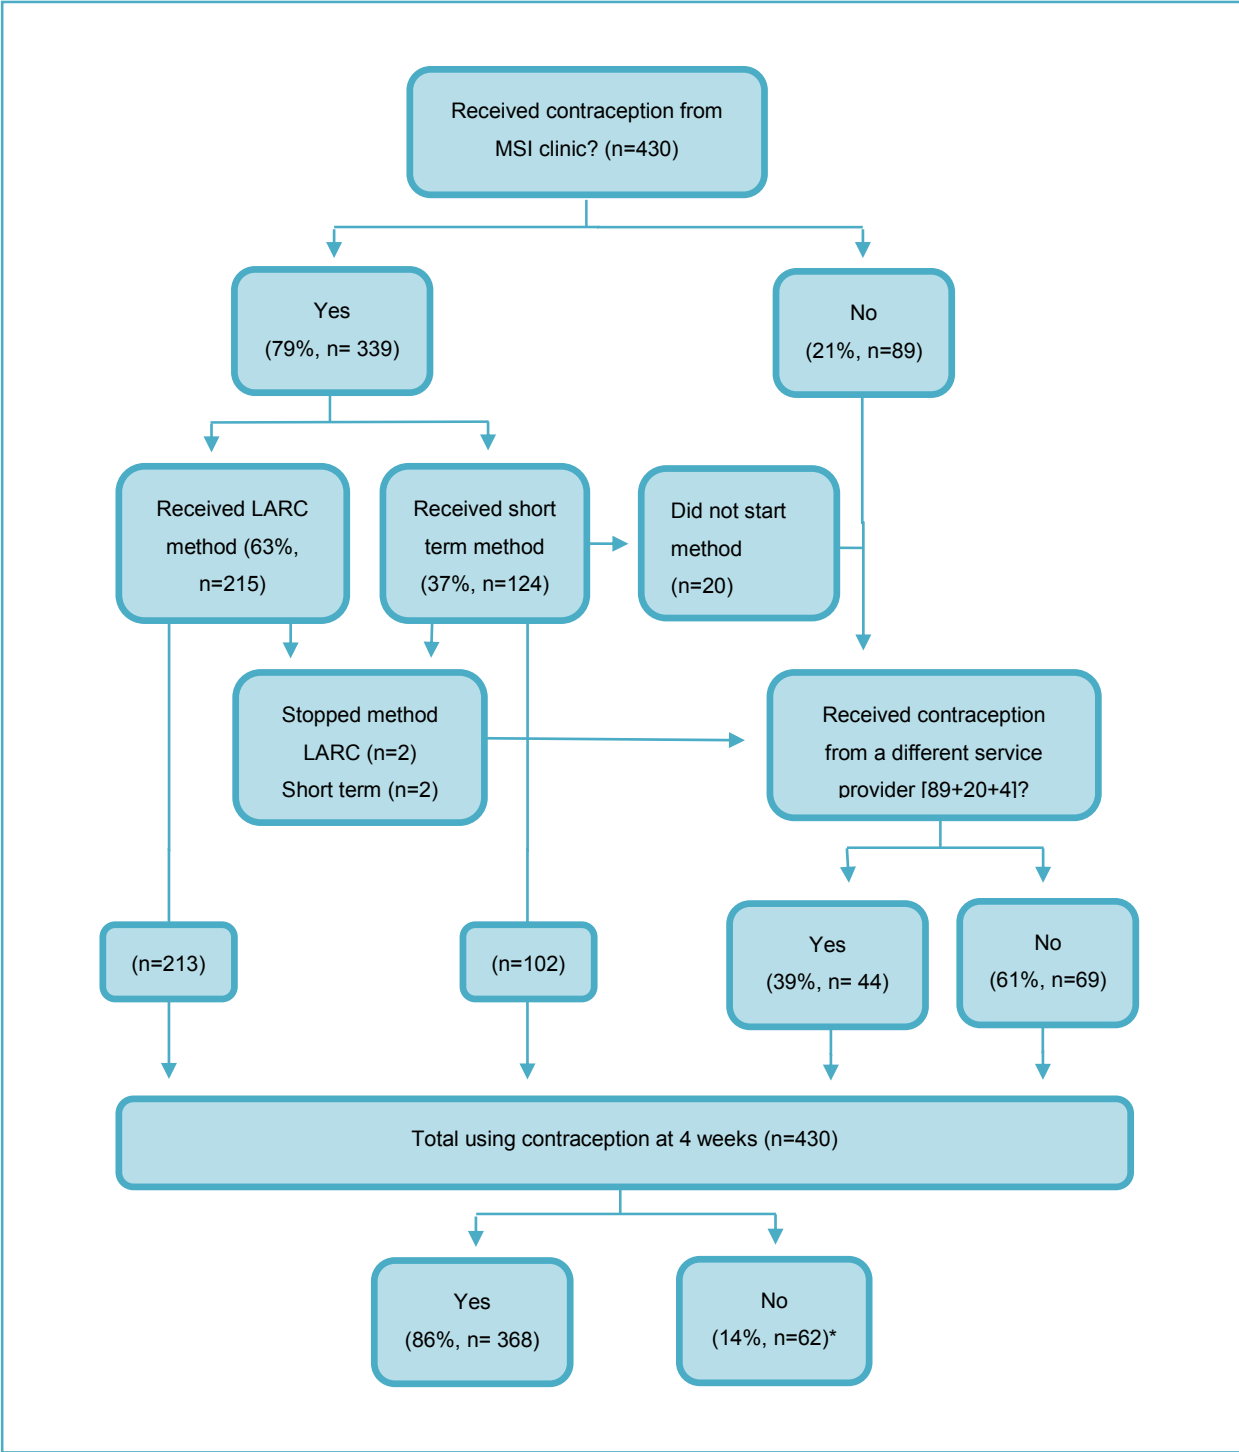 Received contraception from
MSI clinic? (n=430)
Yes
(79%, n= 339)
No
(21%, n=89)
Received LARC
method (63%,
n=215)
Received short
term method
(37%, n=124)
Did not start
method
(n=20)
Stopped method
LARC (n=2)
Short term (n=2)
Received contraception
from a different service
provider [89+20+4]?
(n=213)
(n=102)
Yes
(39%, n= 44)
No
(61%, n=69)
Total using contraception at 4 weeks (n=430)
Yes
(86%, n= 368)
No
(14%, n=62)*